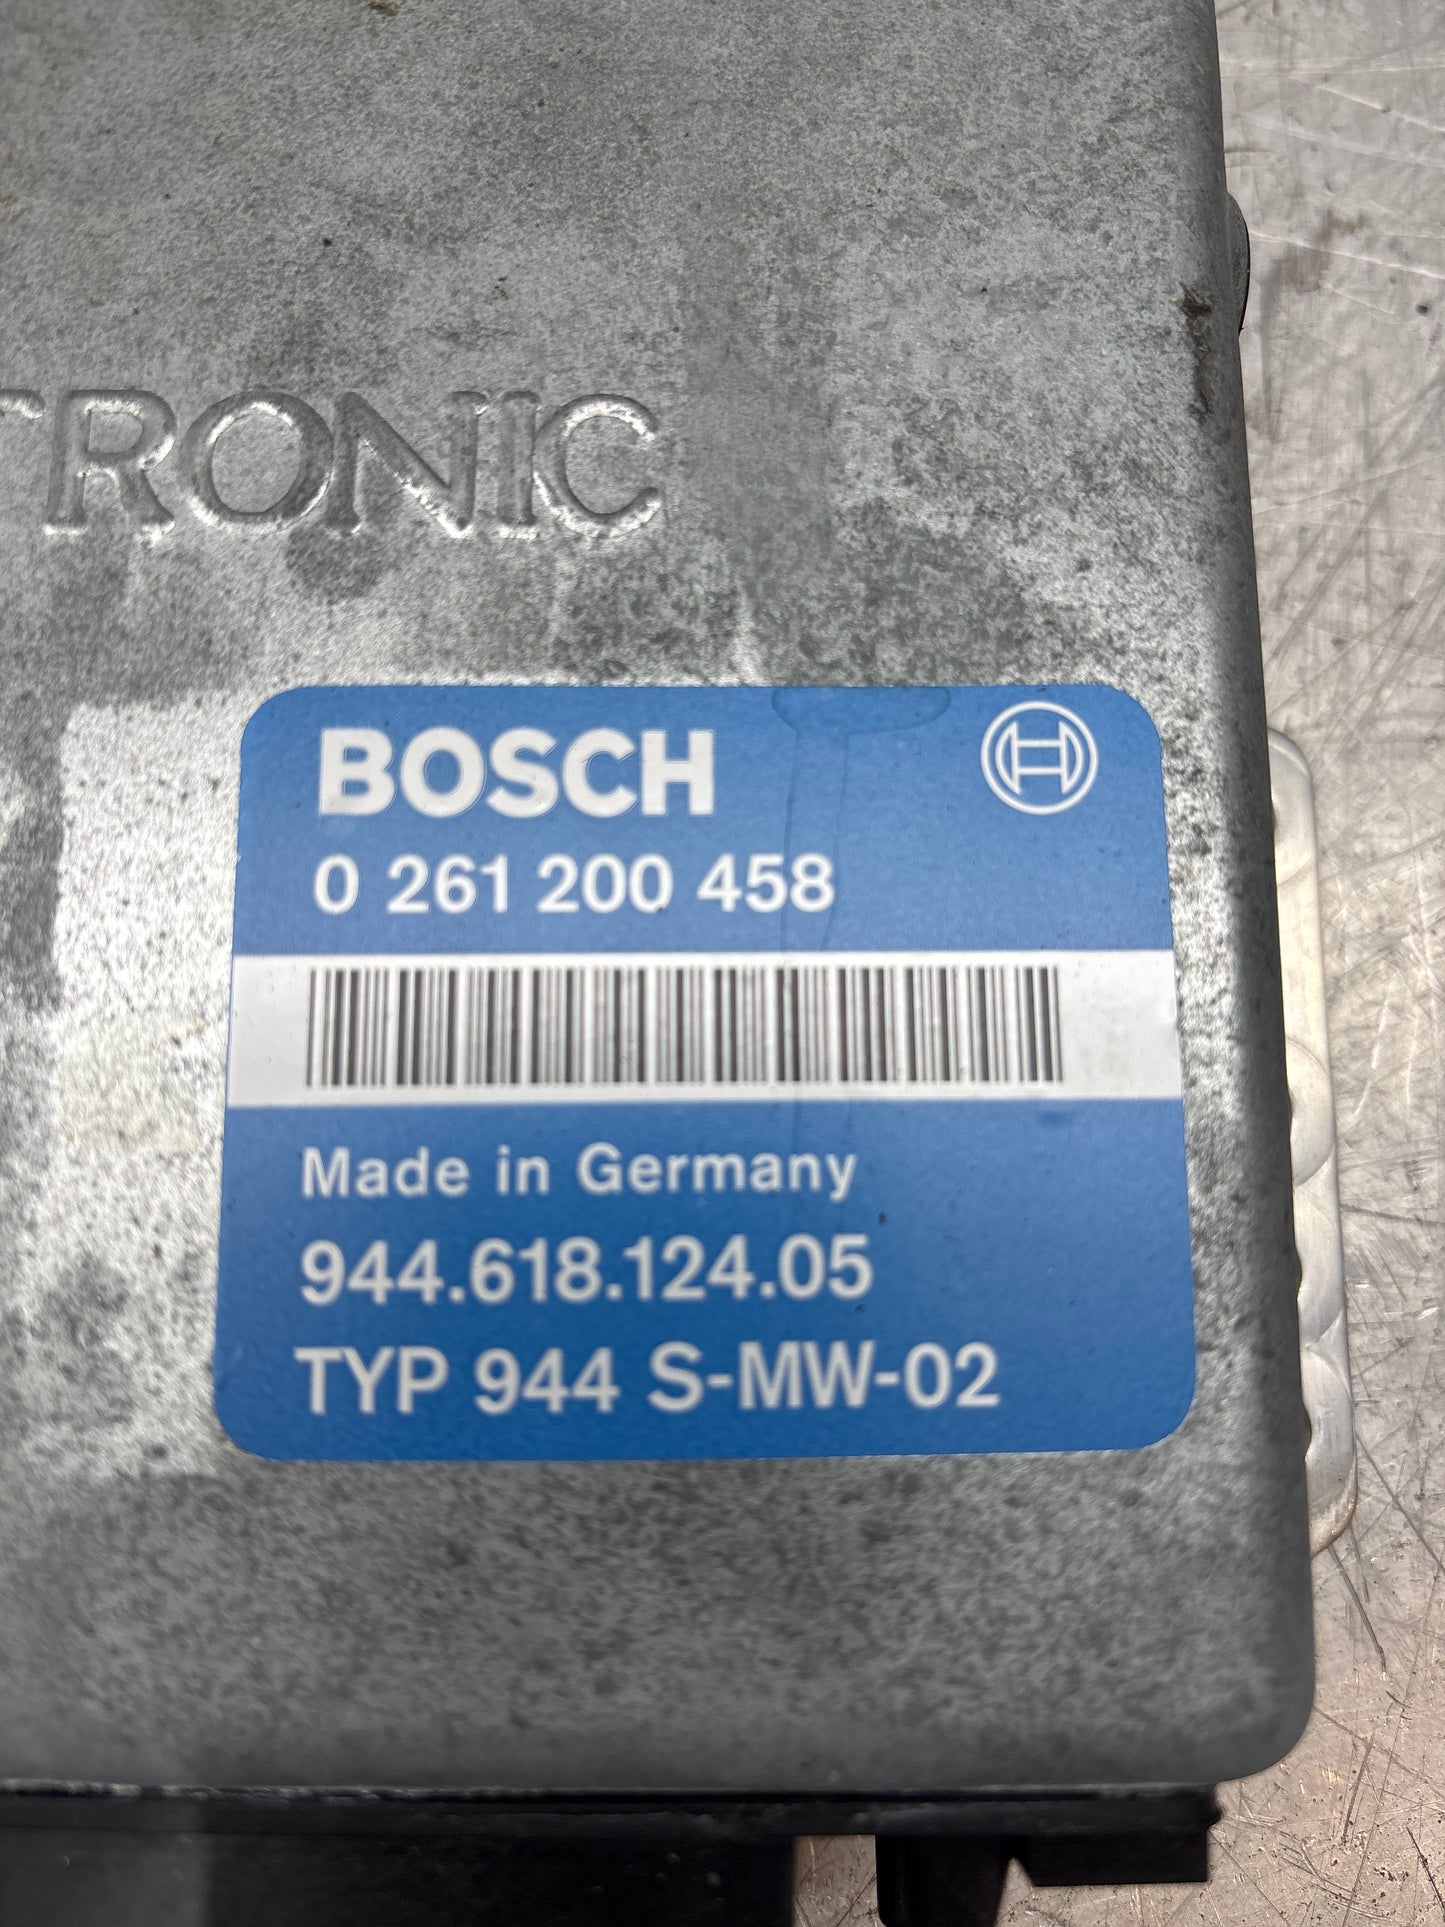 TRONIC
BOSCH
0 261 200 458
Made in Germany
944.618.124.05
TYP 944 S-MW-02